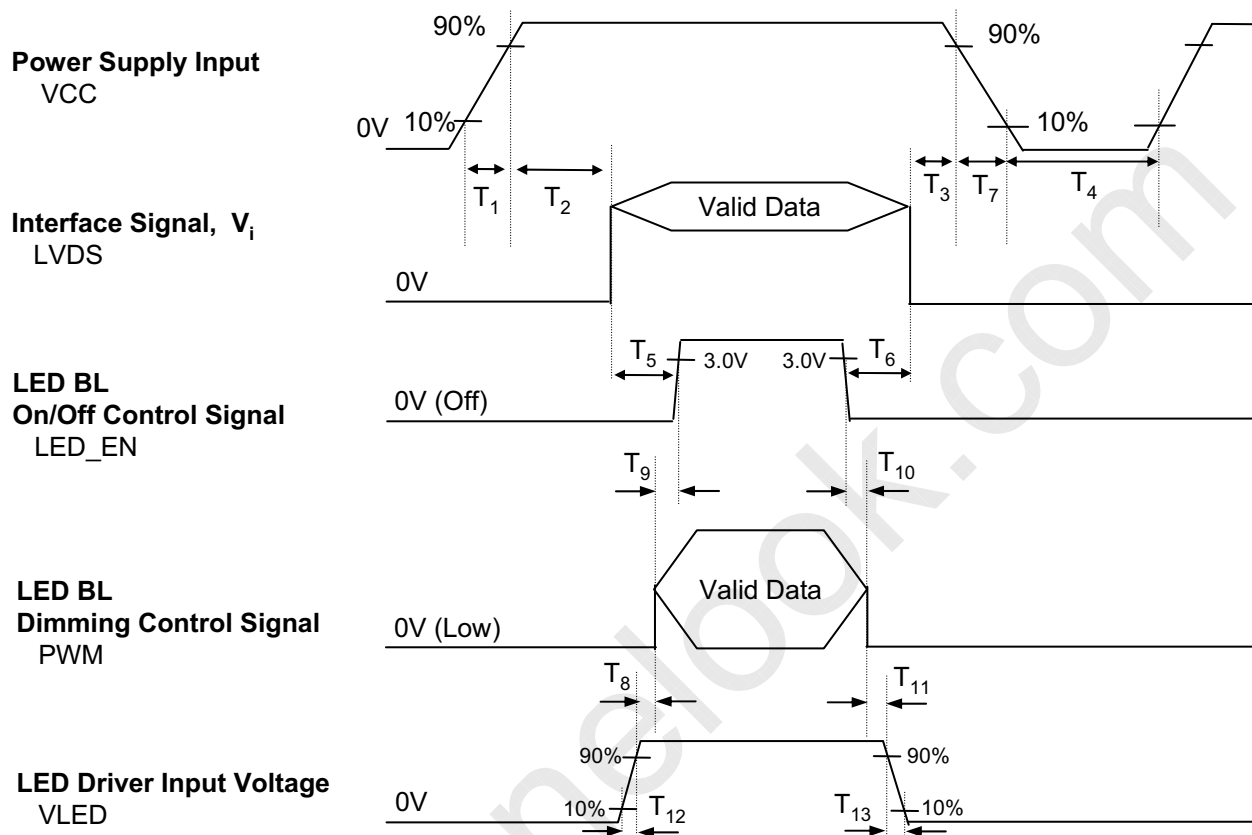 90%
90%
Power Supply Input
VCC
0V
10%
10%
T1
T2
T3
T7
T4
Valid Data
Interface Signal, Vi
LVDS
0V
T5
3.0V
3.0V
T6
LED BL
On/Off Control Signal
LED_EN
0V (Off)
T9
T10
Valid Data
LED BL
Dimming Control Signal
PWM
0V (Low)
T8
T11
90%
90%
LED Driver Input Voltage
VLED
0V
10%
T12
T13
10%
nelook.com